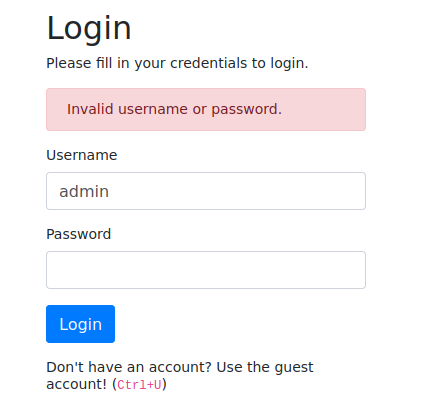 Login
Please fill in your credentials to login.
Invalid username or password.
Username
admin
Password
Login
Don't have an account? Use the guest
account! (Ctrl+U)